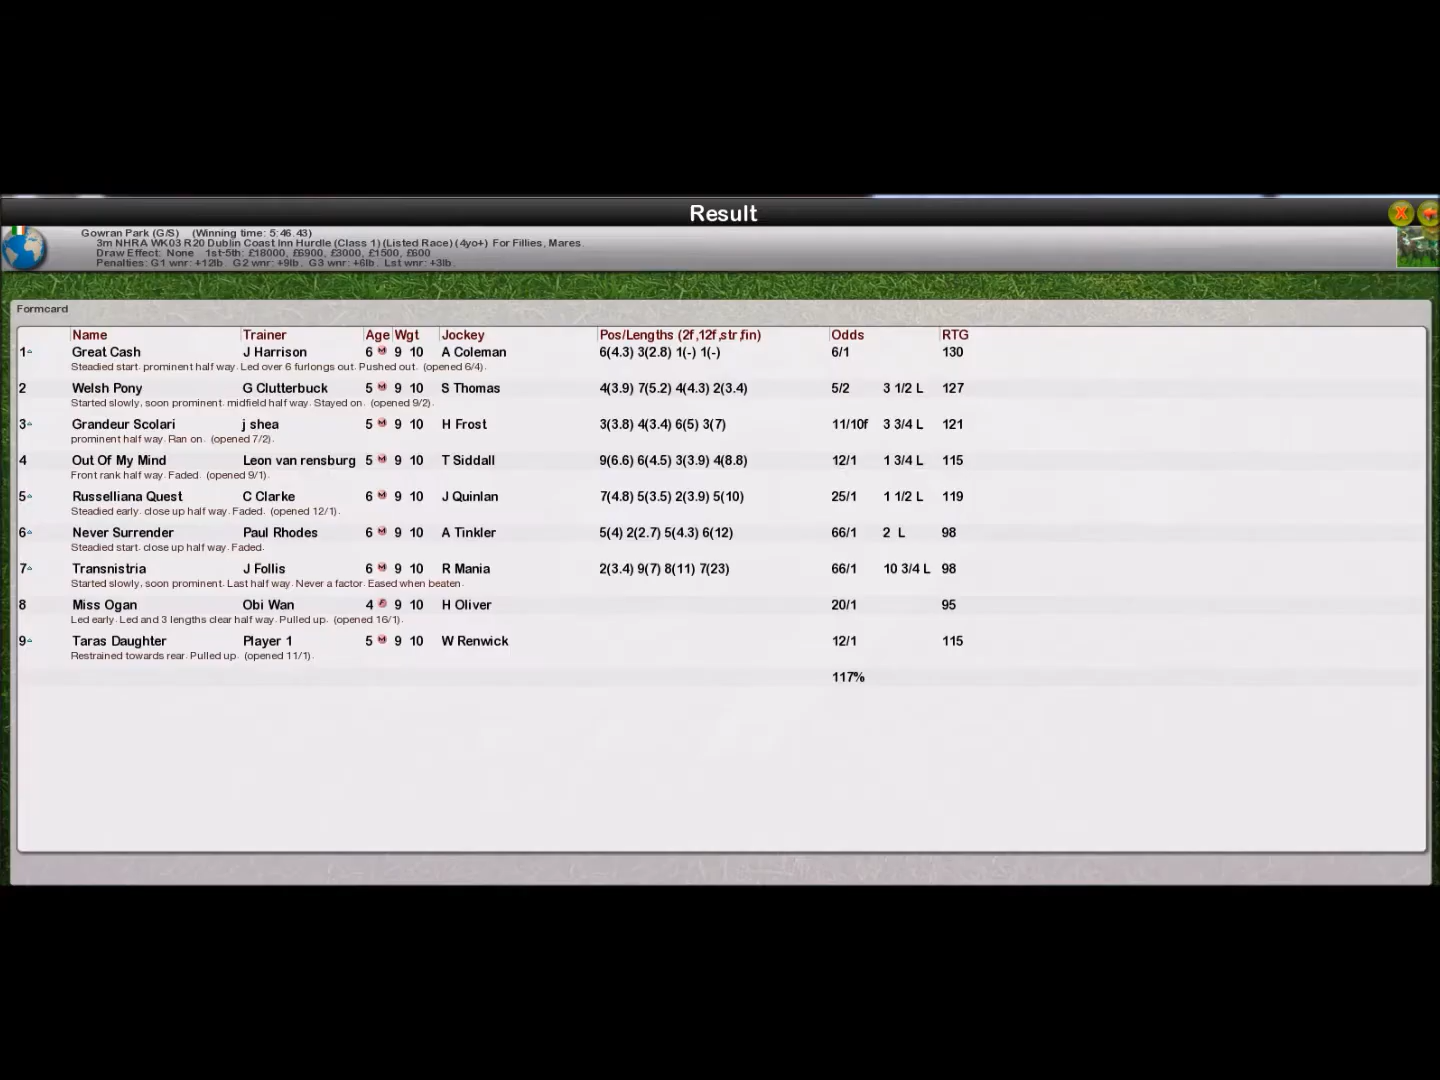 Result
Gowran Park (G/S) (Winning time: 5:46.43)
3m NHRA WK03 R20 Dublin Coast Inn Hurdle (Class 1) (Listed Race) (4yo+) For Fillies, Mares.
Draw Effect: None 1st-5th: £18000, £6900, £3000, £1500, £600
Penalties: G1 wnr: +12lb. G2 wnr: +9lb. G3 wnr: +6lb. Lst wnr: +3lb.
Formcard
Name Trainer Age Wgt Jockey Pos/Lengths (2f,12f,str,fin) Odds RTG
1 Great Cash J Harrison 6 M 9 10 A Coleman 6(4.3) 3(2.8) 1(-) 1(-) 6/1 130
Steadied start. prominent half way. Led over 6 furlongs out. Pushed out. (opened 6/4).
2 Welsh Pony G Clutterbuck 5 M 9 10 S Thomas 4(3.9) 7(5.2) 4(4.3) 2(3.4) 5/2 3 1/2 L 127
Started slowly, soon prominent. midfield half way. Stayed on. (opened 9/2).
3 Grandeur Scolari j shea 5 M 9 10 H Frost 3(3.8) 4(3.4) 6(5) 3(7) 11/10f 3 3/4 L 121
prominent half way. Ran on. (opened 7/2).
4 Out Of My Mind Leon van rensburg 5 M 9 10 T Siddall 9(6.6) 6(4.5) 3(3.9) 4(8.8) 12/1 1 3/4 L 115
Front rank half way. Faded. (opened 9/1).
5 Russelliana Quest C Clarke 6 M 9 10 J Quinlan 7(4.8) 5(3.5) 2(3.9) 5(10) 25/1 1 1/2 L 119
Steadied early. close up half way. Faded. (opened 12/1).
6 Never Surrender Paul Rhodes 6 M 9 10 A Tinkler 5(4) 2(2.7) 5(4.3) 6(12) 66/1 2 L 98
Steadied start. close up half way. Faded.
7 Transnistria J Follis 6 M 9 10 R Mania 2(3.4) 9(7) 8(11) 7(23) 66/1 10 3/4 L 98
Started slowly, soon prominent. Last half way. Never a factor. Eased when beaten.
8 Miss Ogan Obi Wan 4 F 9 10 H Oliver 20/1 95
Led early. Led and 3 lengths clear half way. Pulled up. (opened 16/1).
9 Taras Daughter Player 1 5 M 9 10 W Renwick 12/1 115
Restrained towards rear. Pulled up. (opened 11/1).
117%